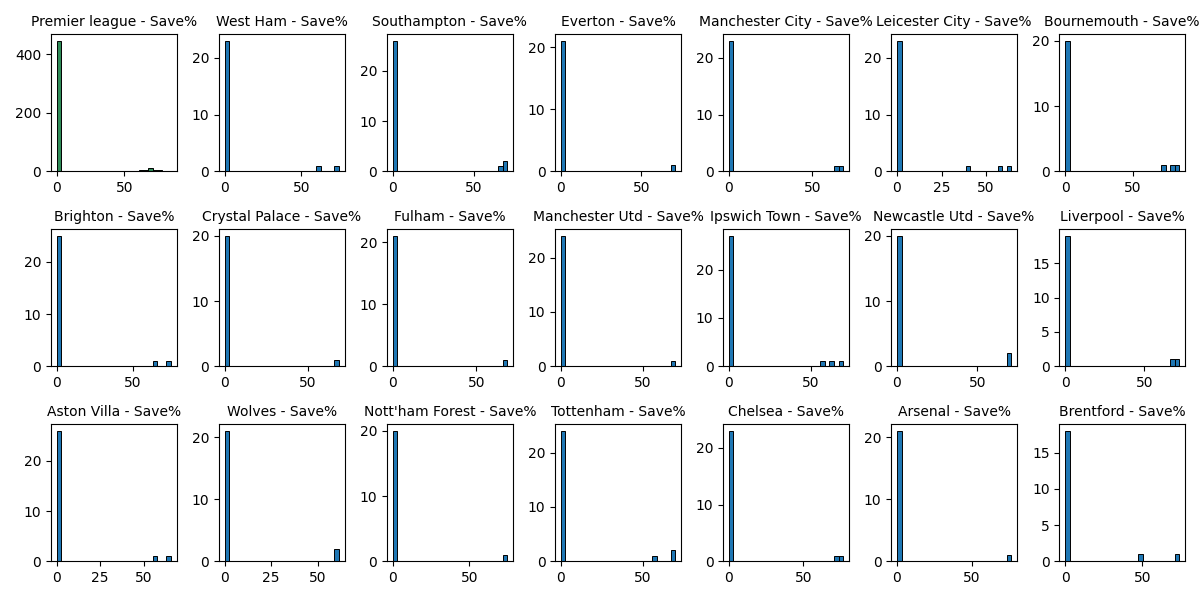 Premier league - Save% West Ham - Save% Southampton - Save% Everton - Save% Manchester City - Save% Leicester City - Save% Bournemouth - Save%
400 200 0 0 50
20 10 0 0 50
20 10 0 0 50
20 10 0 0 50
20 10 0 0 50
20 10 0 0 25 50
20 10 0 0 50
Brighton - Save% Crystal Palace - Save% Fulham - Save% Manchester Utd - Save% Ipswich Town - Save% Newcastle Utd - Save% Liverpool - Save%
20 10 0 0 50
20 10 0 0 50
20 10 0 0 50
20 10 0 0 50
20 10 0 0 50
20 10 0 0 50
15 10 5 0 0 50
Aston Villa - Save% Wolves - Save% Nott'ham Forest - Save% Tottenham - Save% Chelsea - Save% Arsenal - Save% Brentford - Save%
20 10 0 0 25 50
20 10 0 0 25 50
20 10 0 0 50
20 10 0 0 50
20 10 0 0 50
20 10 0 0 50
15 10 5 0 0 50